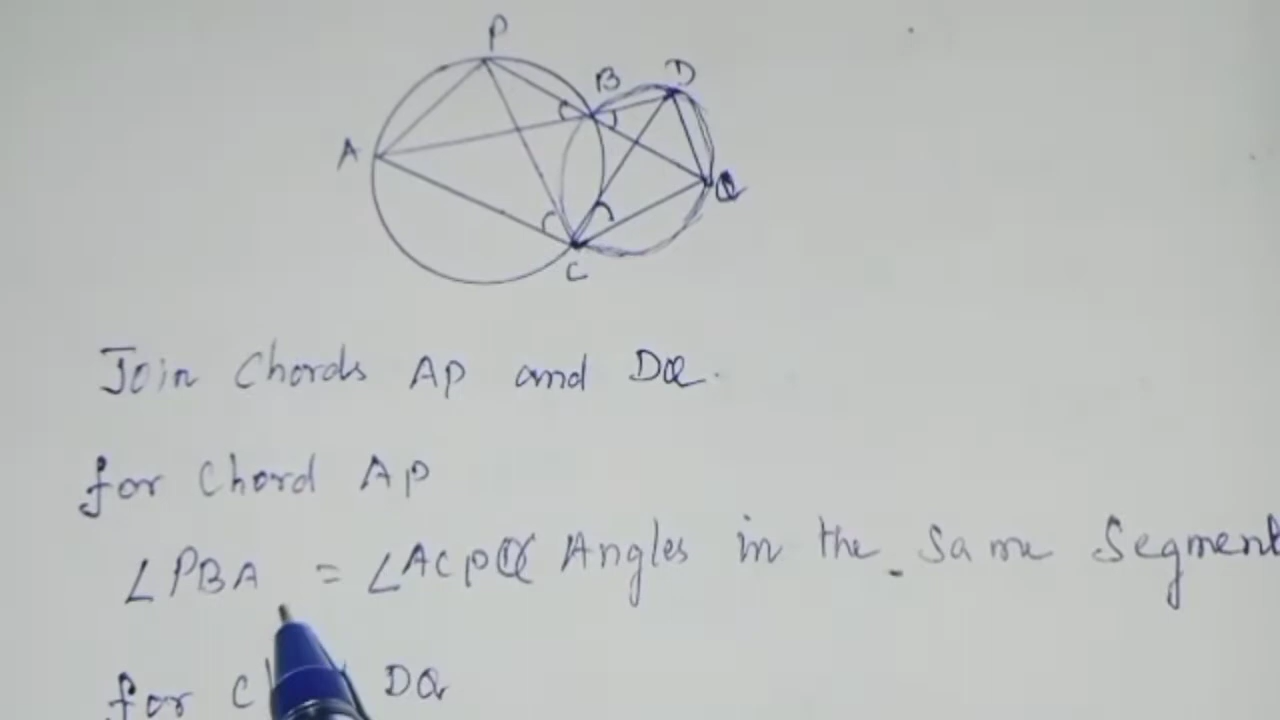 P
B D
A
Q
C
Join Chords AP and DQ.
for Chord AP
∠PBA = ∠ACP (Angles in the same Segment
for C DQ